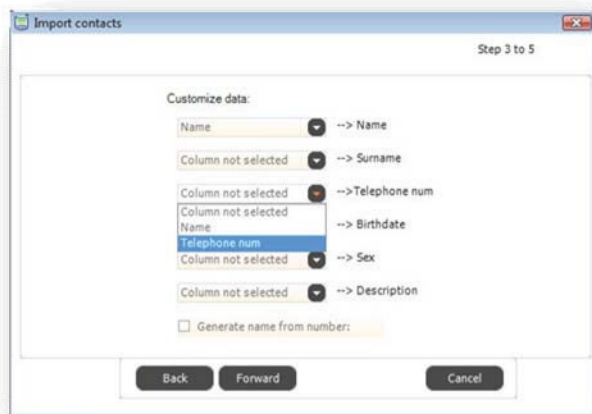 Import contacts
Step 3 to 5
Customize data:
Name --> Name
Column not selected --> Surname
Column not selected -->Telephone num
Column not selected
Name --> Birthdate
Telephone num
Column not selected --> Sex
Column not selected --> Description
Generate name from number:
Back Forward Cancel